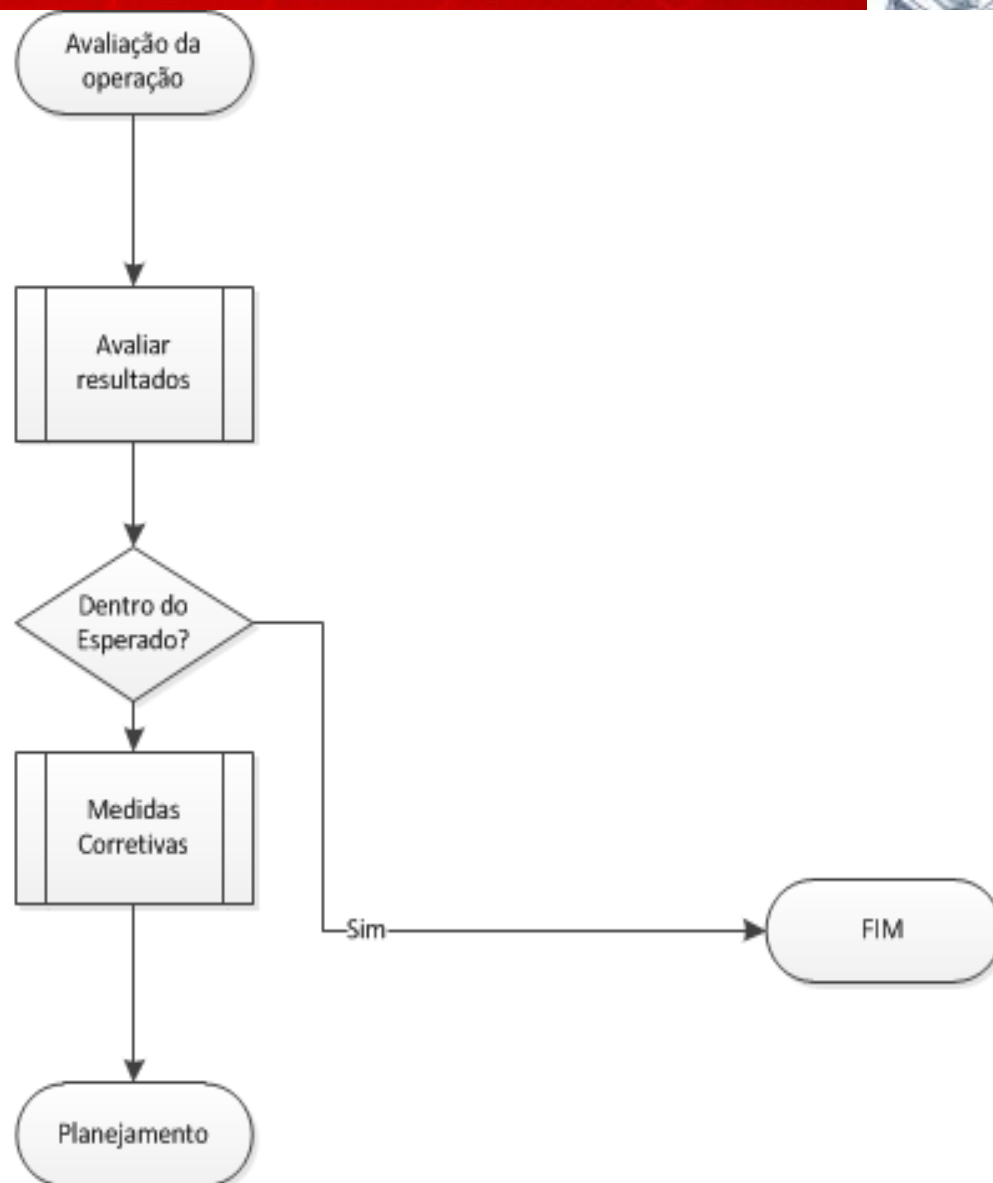 Avaliação da
operação
Avaliar
resultados
Dentro do
Esperado?
Medidas
Corretivas
Sim
FIM
Planejamento